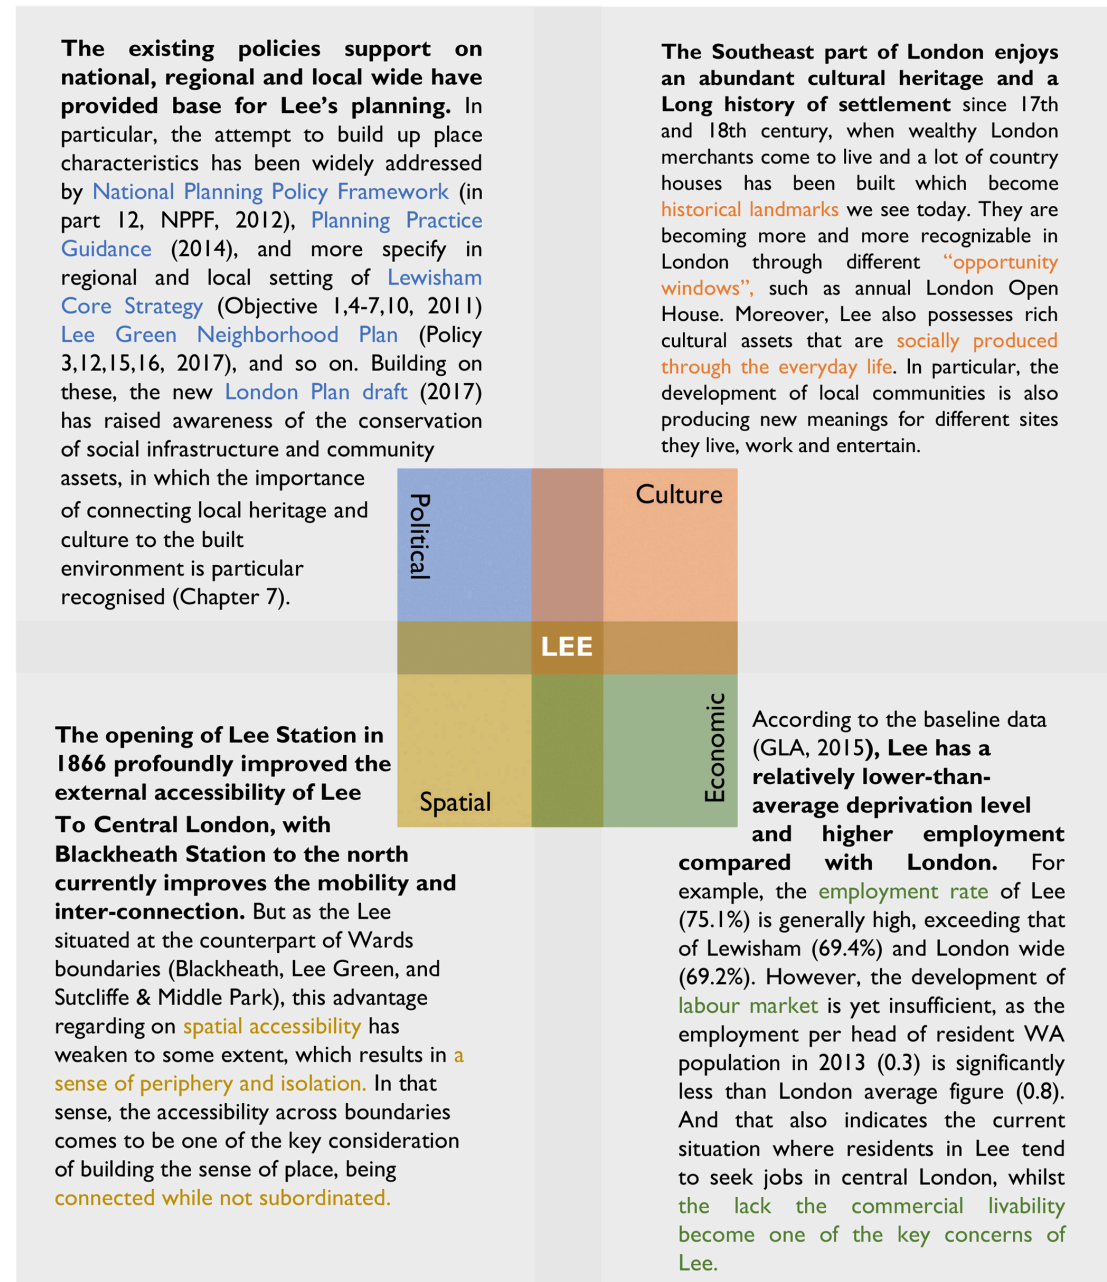 The existing policies support on
national, regional and local wide have
provided base for Lee's planning. In
particular, the attempt to build up place
characteristics has been widely addressed
by National Planning Policy Framework (in
part 12, NPPF, 2012), Planning Practice
Guidance (2014), and more specify in
regional and local setting of Lewisham
Core Strategy (Objective 1,4-7,10, 2011)
Lee Green Neighborhood Plan (Policy
3,12,15,16, 2017), and so on. Building on
these, the new London Plan draft (2017)
has raised awareness of the conservation
of social infrastructure and community
assets, in which the importance
of connecting local heritage and
culture to the built
environment is particular
recognised (Chapter 7).
The Southeast part of London enjoys
an abundant cultural heritage and a
Long history of settlement since 17th
and 18th century, when wealthy London
merchants come to live and a lot of country
houses has been built which become
historical landmarks we see today. They are
becoming more and more recognizable in
London through different “opportunity
windows”, such as annual London Open
House. Moreover, Lee also possesses rich
cultural assets that are socially produced
through the everyday life. In particular, the
development of local communities is also
producing new meanings for different sites
they live, work and entertain.
Political
Culture
LEE
Spatial
Economic
The opening of Lee Station in
1866 profoundly improved the
external accessibility of Lee
To Central London, with
Blackheath Station to the north
currently improves the mobility and
inter-connection. But as the Lee
situated at the counterpart of Wards
boundaries (Blackheath, Lee Green, and
Sutcliffe & Middle Park), this advantage
regarding on spatial accessibility has
weaken to some extent, which results in a
sense of periphery and isolation. In that
sense, the accessibility across boundaries
comes to be one of the key consideration
of building the sense of place, being
connected while not subordinated.
According to the baseline data
(GLA, 2015), Lee has a
relatively lower-than-
average deprivation level
and higher employment
compared with London. For
example, the employment rate of Lee
(75.1%) is generally high, exceeding that
of Lewisham (69.4%) and London wide
(69.2%). However, the development of
labour market is yet insufficient, as the
employment per head of resident WA
population in 2013 (0.3) is significantly
less than London average figure (0.8).
And that also indicates the current
situation where residents in Lee tend
to seek jobs in central London, whilst
the lack the commercial livability
become one of the key concerns of
Lee.